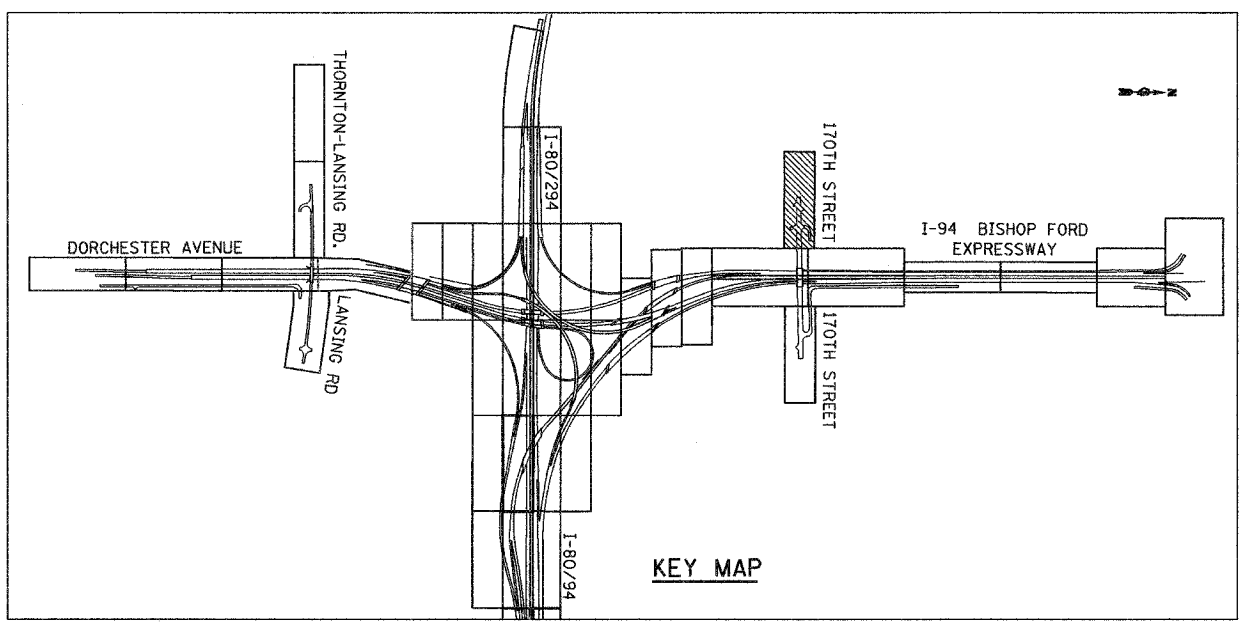 THORNTON-LANSING RD.
I-80/294
170TH STREET
N
I-94 BISHOP FORD
EXPRESSWAY
DORCHESTER AVENUE
LANSING RD
170TH STREET
I-80/94
KEY MAP